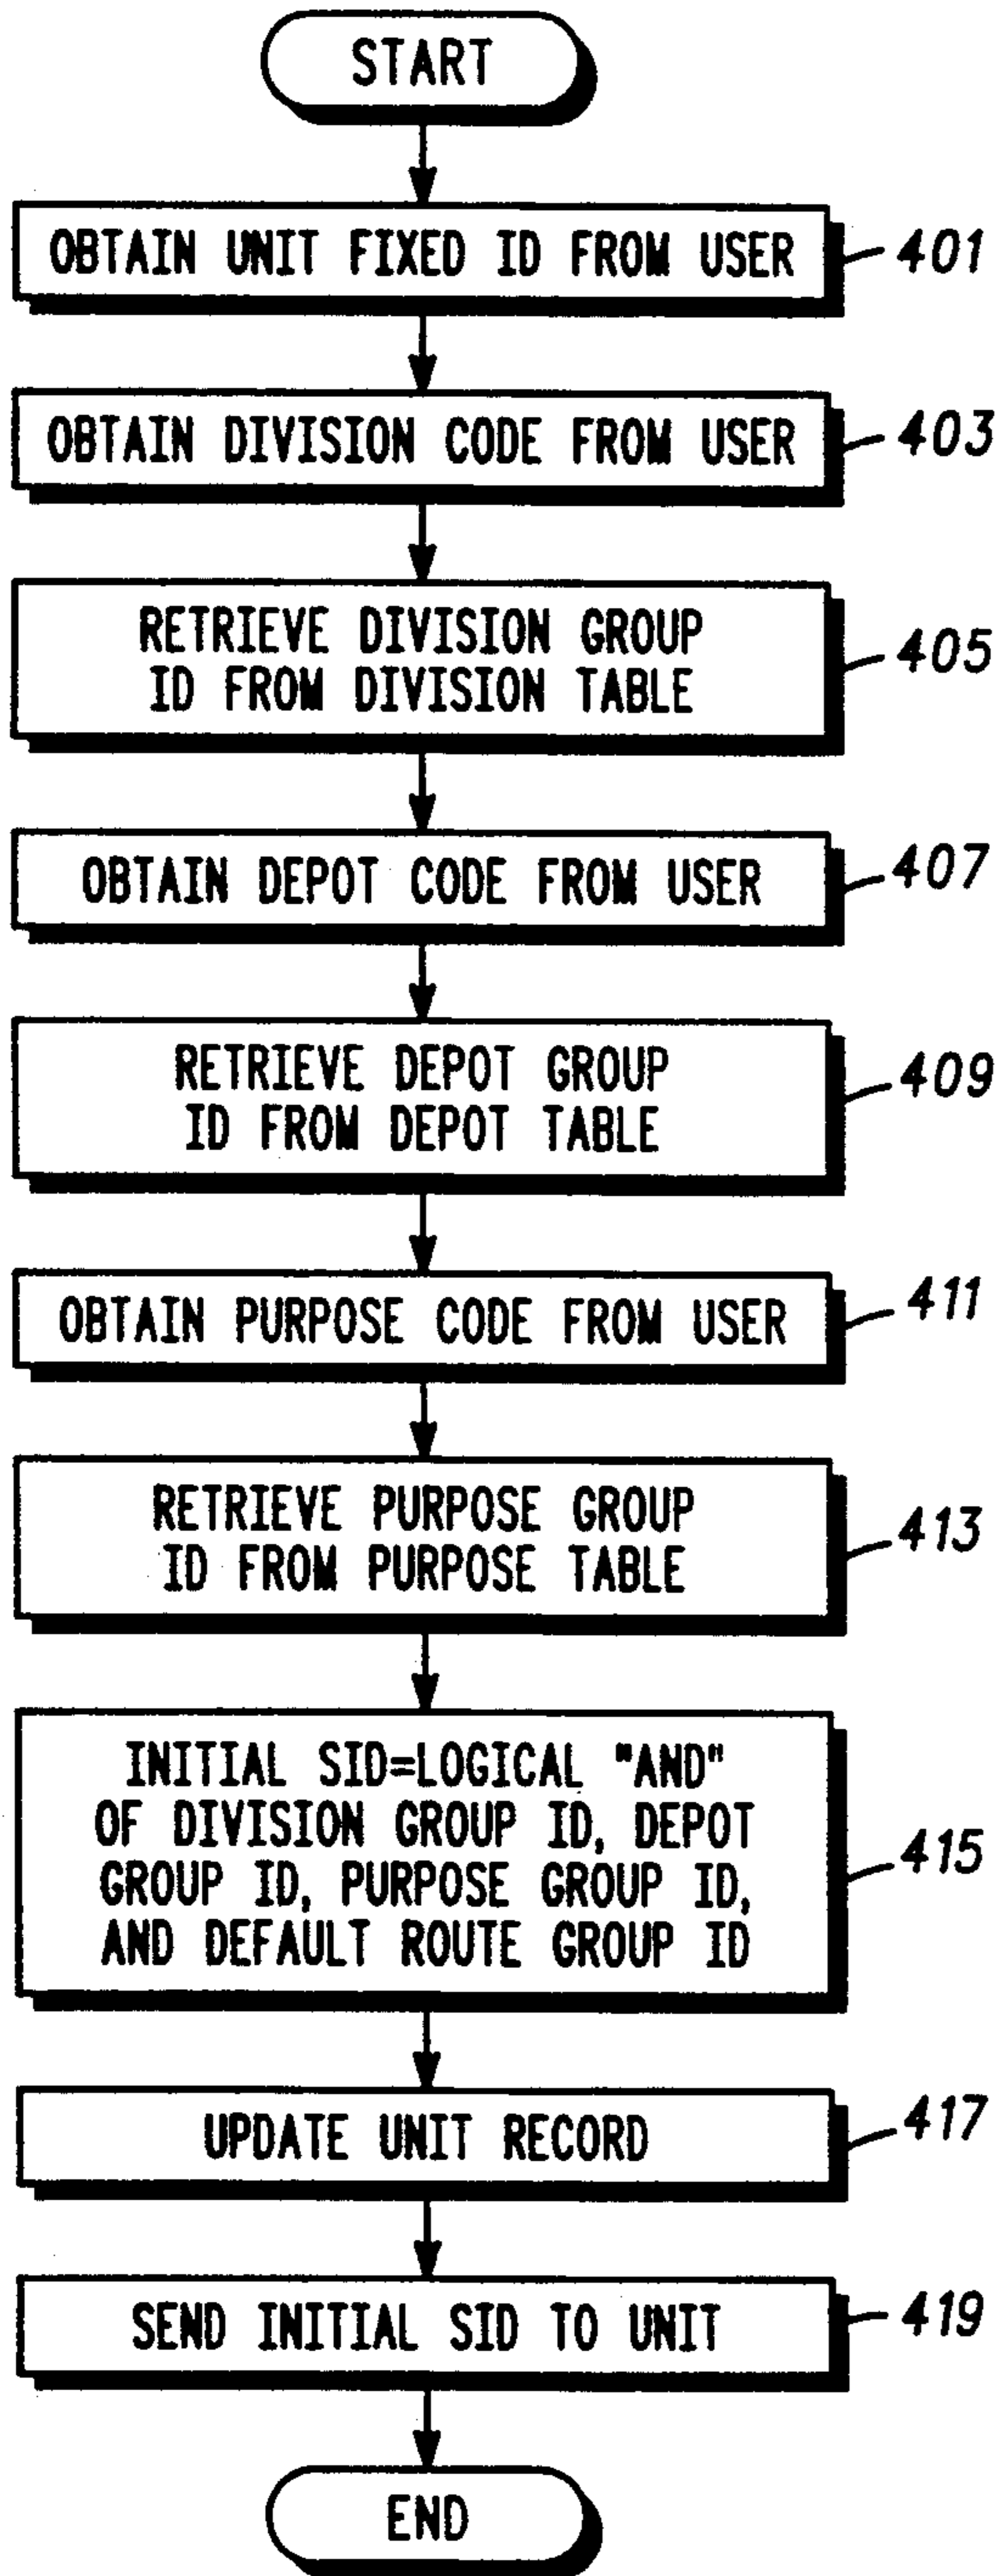 START
OBTAIN UNIT FIXED ID FROM USER
401
OBTAIN DIVISION CODE FROM USER
403
RETRIEVE DIVISION GROUP
ID FROM DIVISION TABLE
405
OBTAIN DEPOT CODE FROM USER
407
RETRIEVE DEPOT GROUP
ID FROM DEPOT TABLE
409
OBTAIN PURPOSE CODE FROM USER
411
RETRIEVE PURPOSE GROUP
ID FROM PURPOSE TABLE
413
INITIAL SID=LOGICAL "AND"
OF DIVISION GROUP ID, DEPOT
GROUP ID, PURPOSE GROUP ID,
AND DEFAULT ROUTE GROUP ID
415
UPDATE UNIT RECORD
417
SEND INITIAL SID TO UNIT
419
END